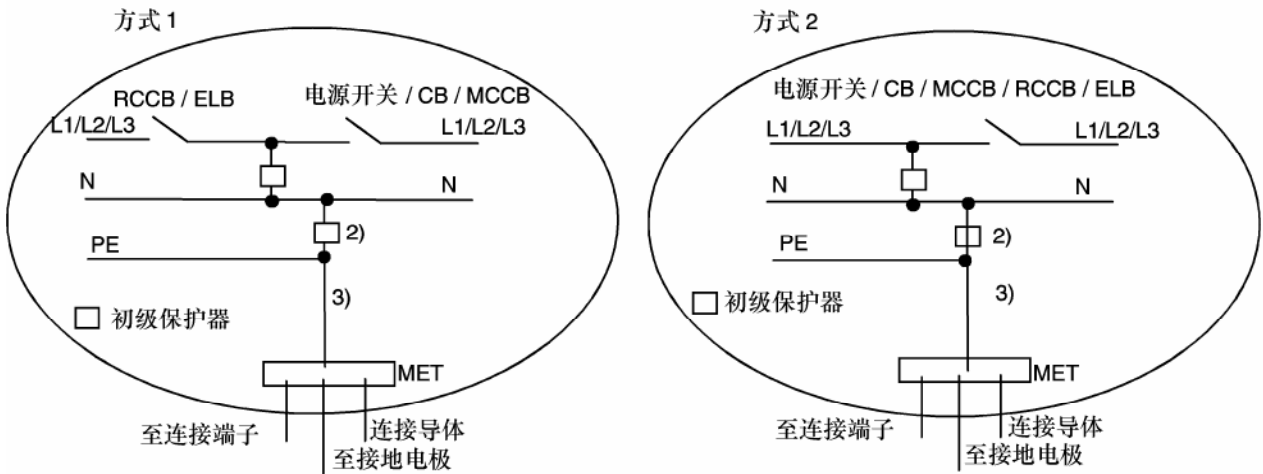 方式 1
RCCB / ELB
电源开关 / CB / MCCB
L1/L2/L3
L1/L2/L3
N
N
2)
PE
3)
初级保护器
MET
至连接端子
连接导体
至接地电极
方式 2
电源开关 / CB / MCCB / RCCB / ELB
L1/L2/L3
L1/L2/L3
N
N
2)
PE
3)
初级保护器
MET
至连接端子
连接导体
至接地电极